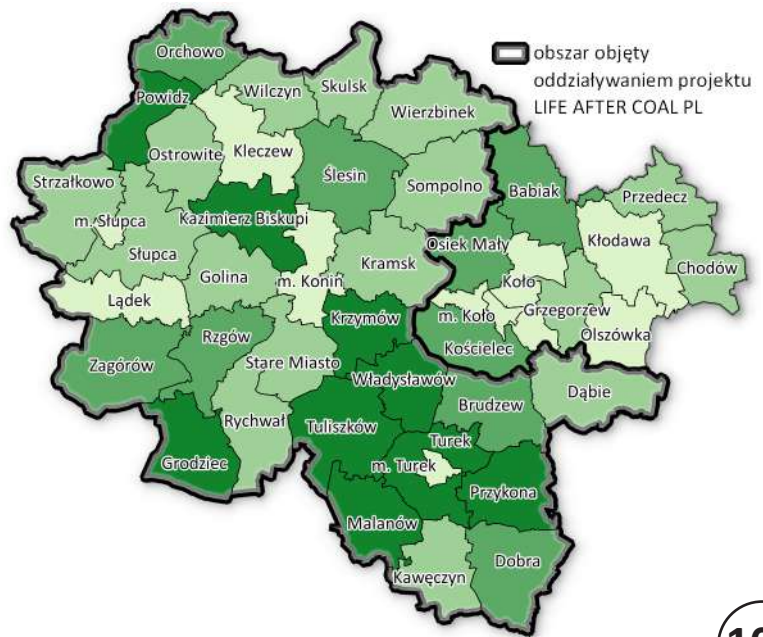 obszar objęty
oddziaływaniem projektu
LIFE AFTER COAL PL
Orchowo
Powidz
Wilczyn
Skulsk
Wierzbinek
Ostrowite
Kleczew
Ślesin
Sompolno
Strzałkowo
m. Słupca
Kazimierz Biskupi
Babiak
Przedecz
Słupca
Golina
m. Konin
Kramsk
Osiek Mały
Koło
Kłodawa
Chodów
Lądek
Krzymów
m. Koło
Grzegorzew
Olszówka
Zagórów
Rzgów
Stare Miasto
Kościelec
Władysławów
Brudzew
Dąbie
Rychwał
Tuliszków
Turek
Grodziec
m. Turek
Przykona
Malanów
Kawęczyn
Dobra